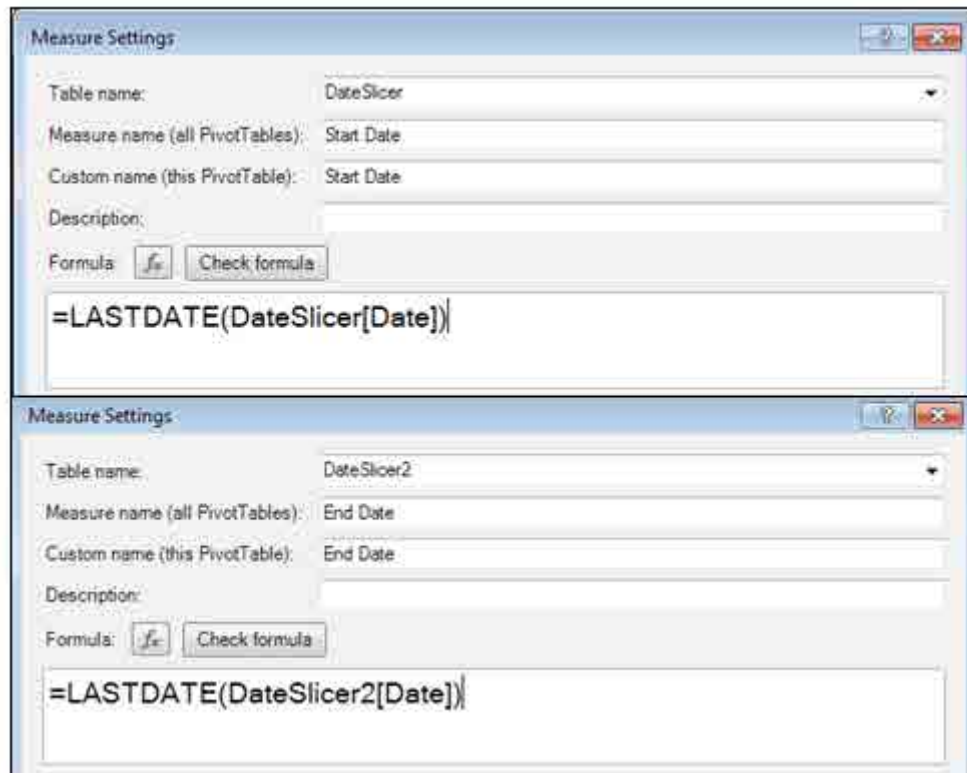 Measure Settings
Table name: DateSlicer
Measure name (all PivotTables): Start Date
Custom name (this PivotTable): Start Date
Description:
Formula fx Check formula
=LASTDATE(DateSlicer[Date])
Measure Settings
Table name: DateSlicer2
Measure name (all PivotTables): End Date
Custom name (this PivotTable): End Date
Description:
Formula: fx Check formula
=LASTDATE(DateSlicer2[Date])